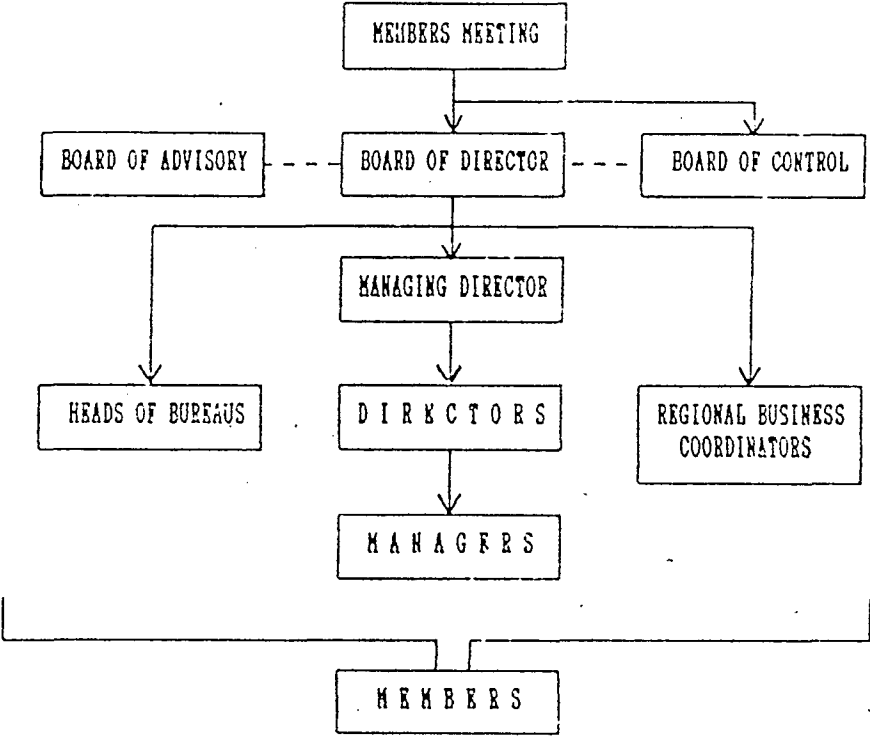 MEMBERS MEETING
BOARD OF ADVISORY
BOARD OF DIRECTOR
BOARD OF CONTROL
MANAGING DIRECTOR
HEADS OF BUREAUS
D I R E C T O R S
REGIONAL BUSINESS
COORDINATORS
M A N A G E R S
M E M B E R S